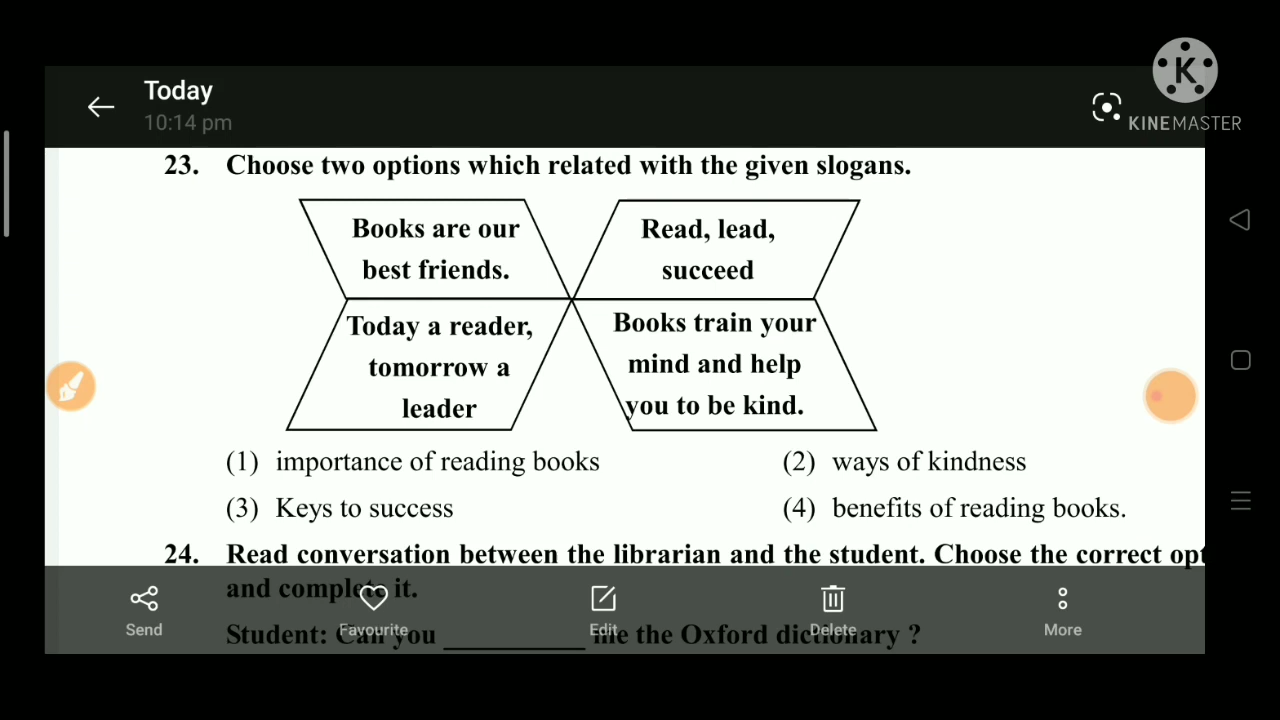 Today
10:14 pm
KINEMASTER
23. Choose two options which related with the given slogans.
Books are our
best friends.
Read, lead,
succeed
Today a reader,
tomorrow a
leader
Books train your
mind and help
you to be kind.
(1) importance of reading books
(2) ways of kindness
(3) Keys to success
(4) benefits of reading books.
24. Read conversation between the librarian and the student. Choose the correct opt
and complete it.
Student: Can you __________ me the Oxford dictionary ?
Send
Favourite
Edit
Delete
More